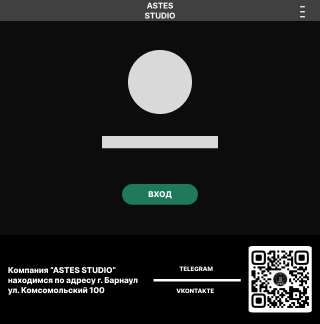 ASTES
STUDIO
ВХОД
Компания "ASTES STUDIO"
находимся по адресу г. Барнаул
ул. Комсомольский 100
TELEGRAM
VKONTAKTE